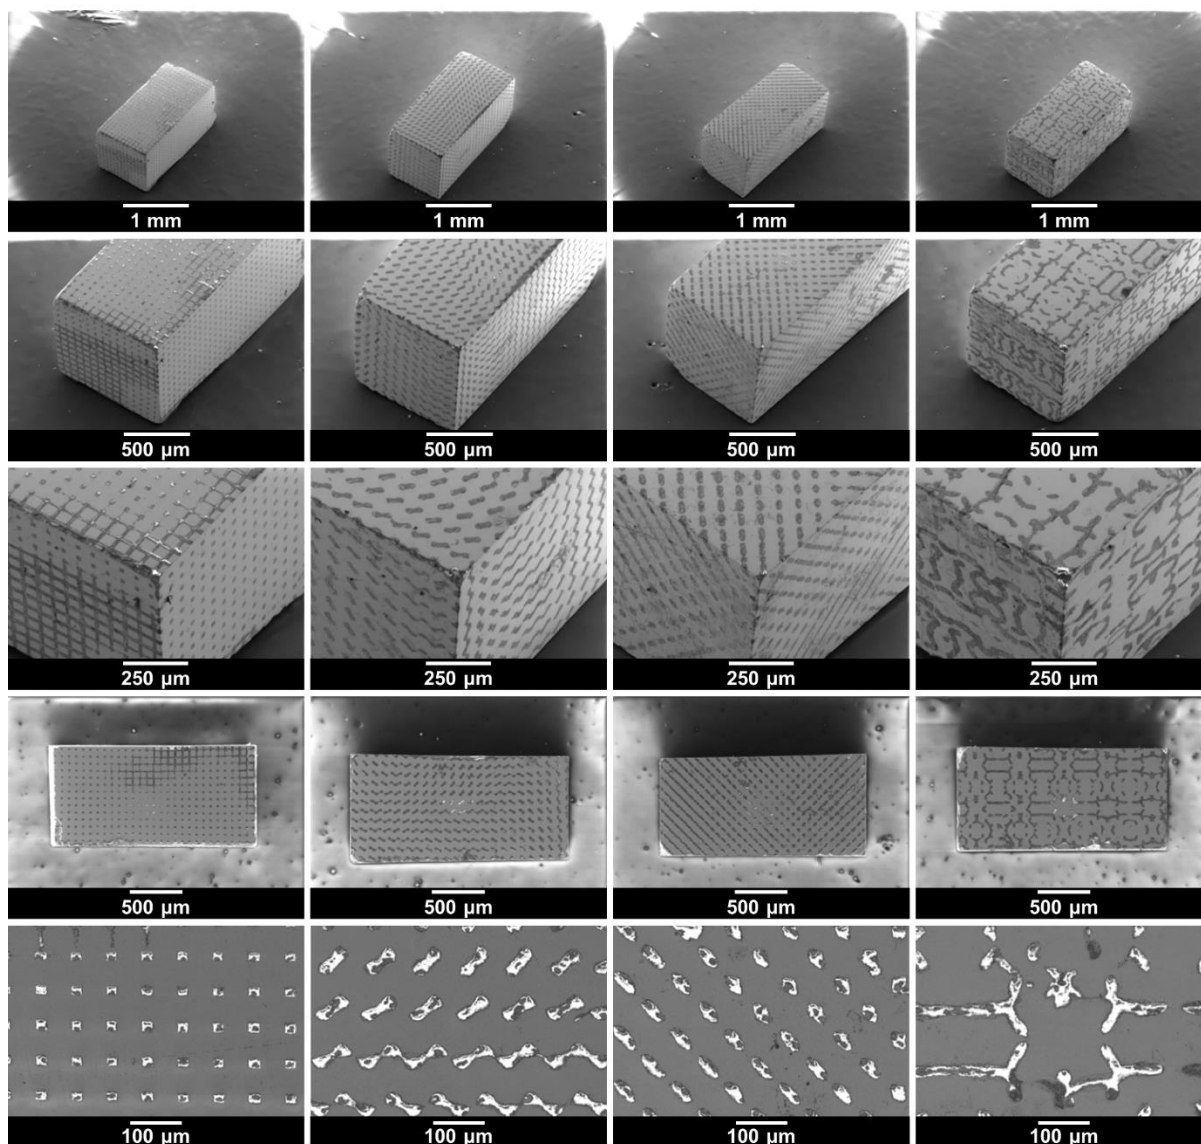 1 mm 1 mm 1 mm 1 mm
500 µm 500 µm 500 µm 500 µm
250 µm 250 µm 250 µm 250 µm
500 µm 500 µm 500 µm 500 µm
100 µm 100 µm 100 µm 100 µm